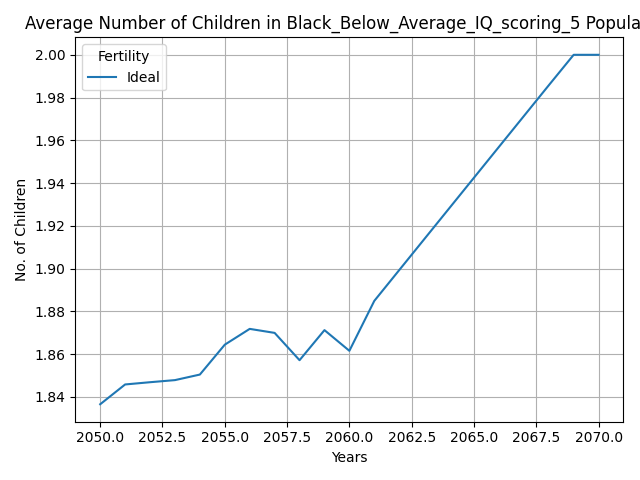 Average Number of Children in Black_Below_Average_IQ_scoring_5 Popula
Fertility
Ideal
No. of Children
2.00
1.98
1.96
1.94
1.92
1.90
1.88
1.86
1.84
2050.0 2052.5 2055.0 2057.5 2060.0 2062.5 2065.0 2067.5 2070.0
Years